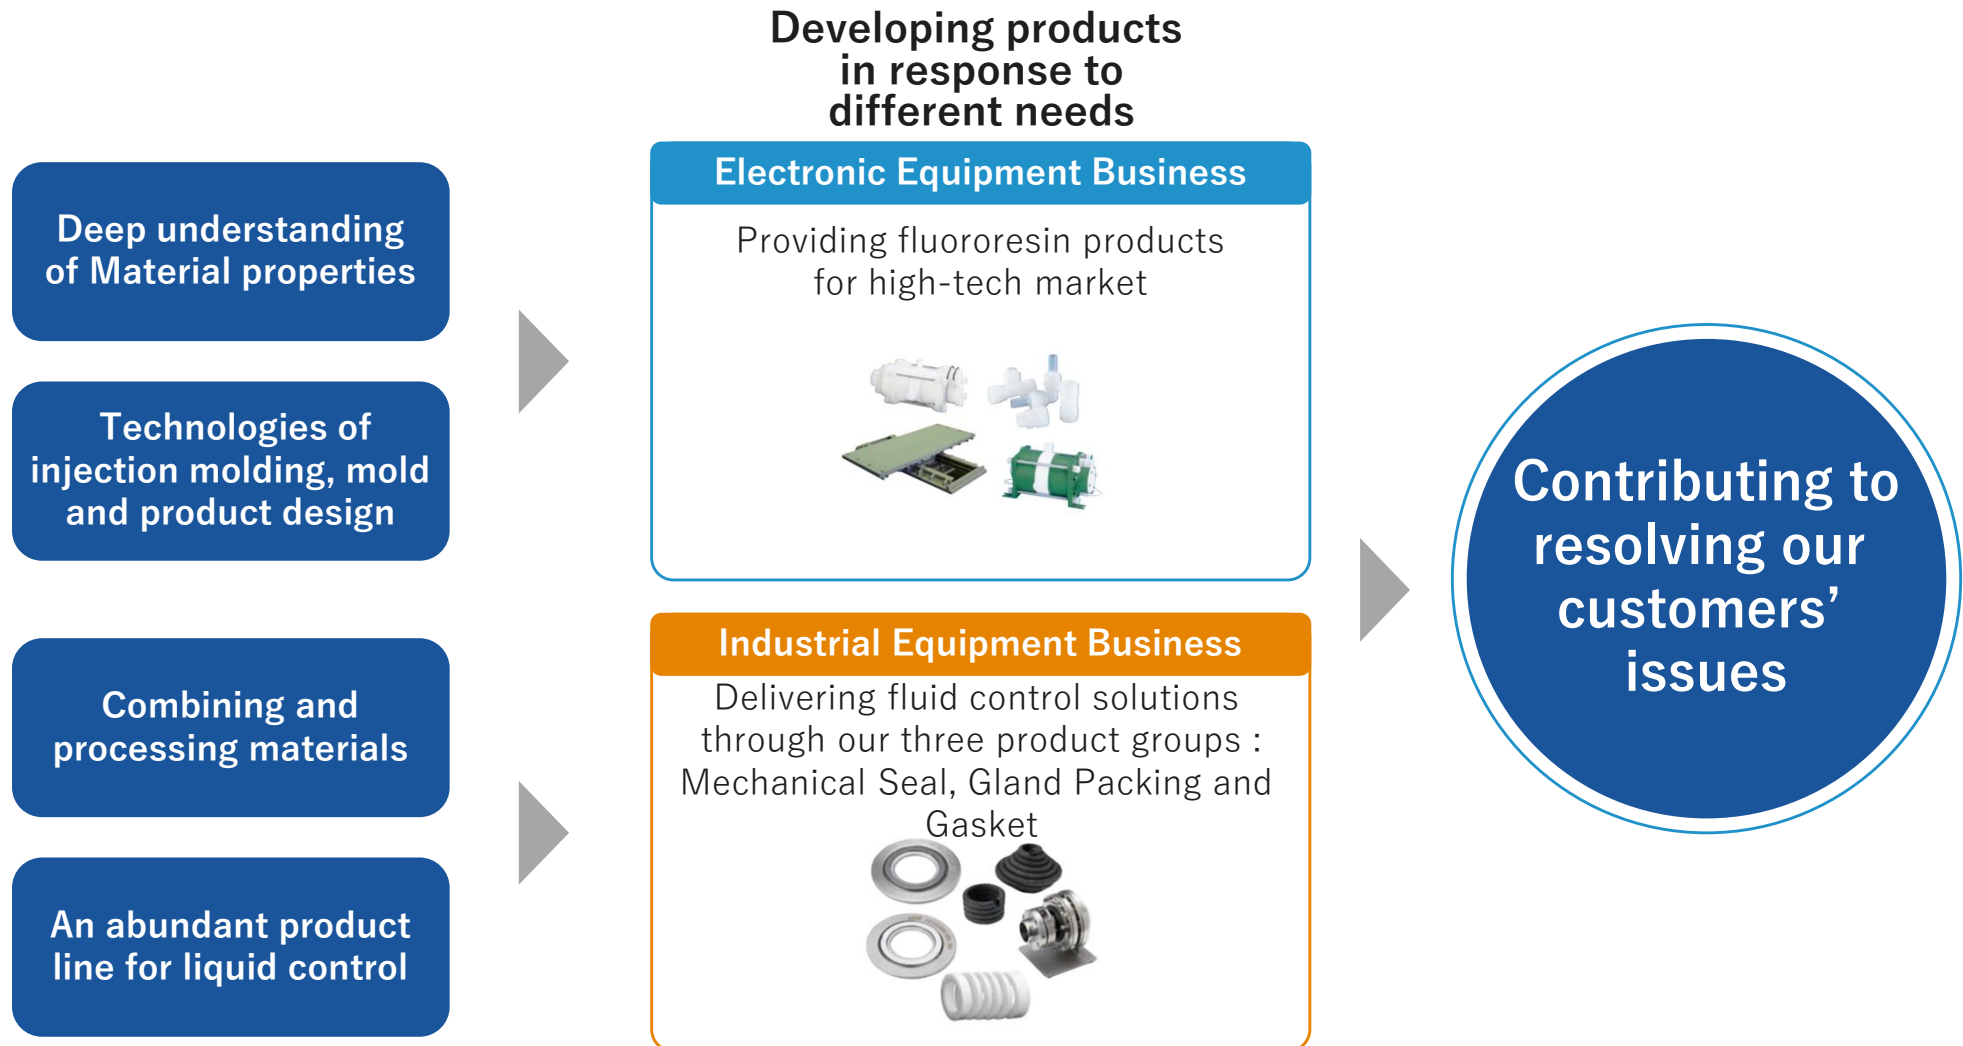 Developing products
in response to
different needs
Deep understanding
of Material properties
Technologies of
injection molding, mold
and product design
Combining and
processing materials
An abundant product
line for liquid control
Electronic Equipment Business
Providing fluororesin products
for high-tech market
Industrial Equipment Business
Delivering fluid control solutions
through our three product groups :
Mechanical Seal, Gland Packing and
Gasket
Contributing to
resolving our
customers’
issues